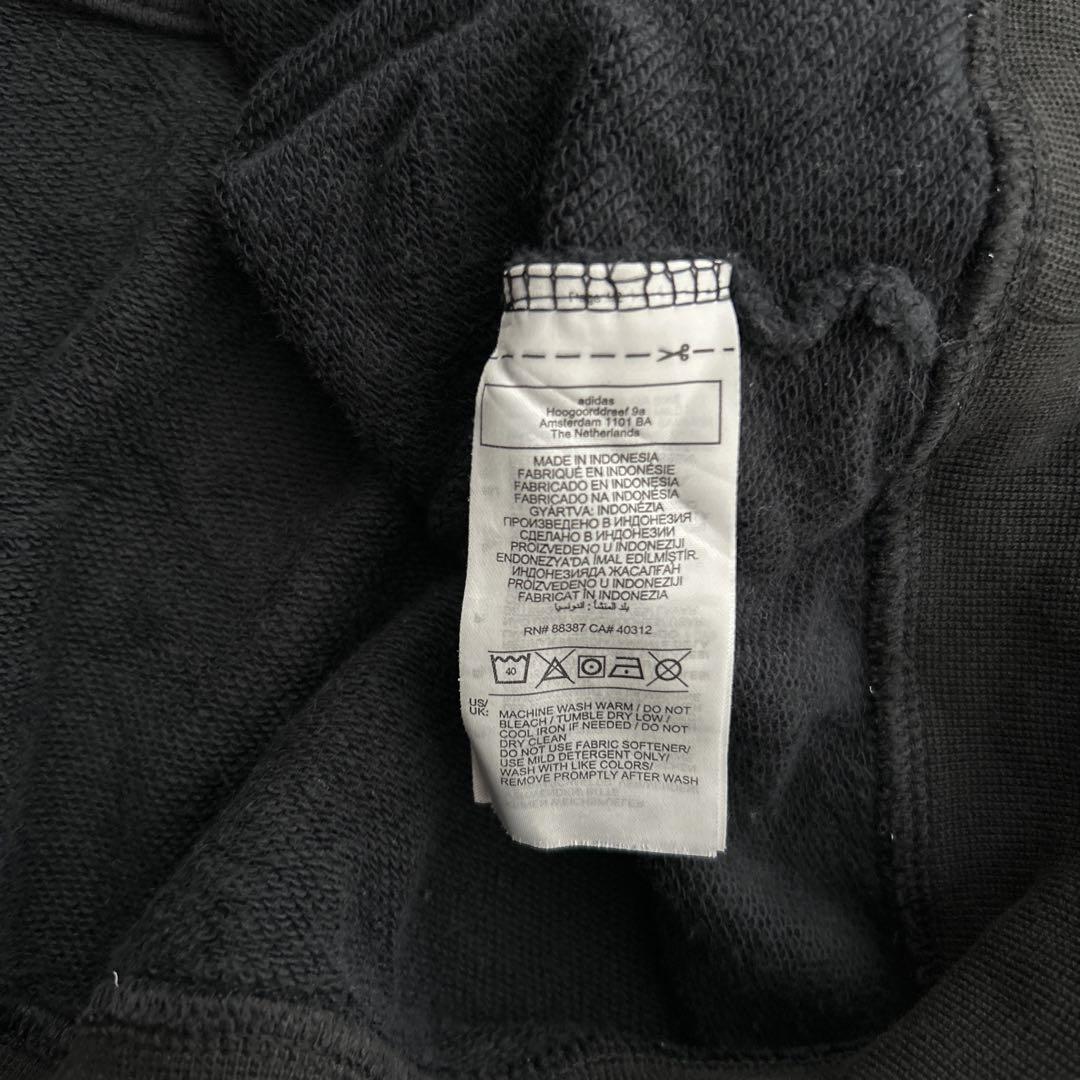 adidas
Hoogoorddreef 9a
Amsterdam 1101 BA
The Netherlands
MADE IN INDONESIA
FABRIQUÉ EN INDONÉSIE
FABRICADO EN INDONESIA
FABRICADO NA INDONÉSIA
GYÁRTVA: INDONÉZIA
ПРОИЗВЕДЕНО В ИНДОНЕЗИЯ
СДЕЛАНО В ИНДОНЕЗИИ
PROIZVEDENO U INDONEZIJI
ENDONEZYA'DA İMAL EDİLMİŞTİR.
ИНДОНЕЗИЯДА ЖАСАЛҒАН
PROIZVEDENO U INDONEZIJI
FABRICAT ÎN INDONEZIA
بلد المنشأ : اندونسيا
RN# 88387 CA# 40312
40
US/
UK:
MACHINE WASH WARM / DO NOT
BLEACH / TUMBLE DRY LOW /
COOL IRON IF NEEDED / DO NOT
DRY CLEAN
DO NOT USE FABRIC SOFTENER/
USE MILD DETERGENT ONLY/
WASH WITH LIKE COLORS/
REMOVE PROMPTLY AFTER WASH